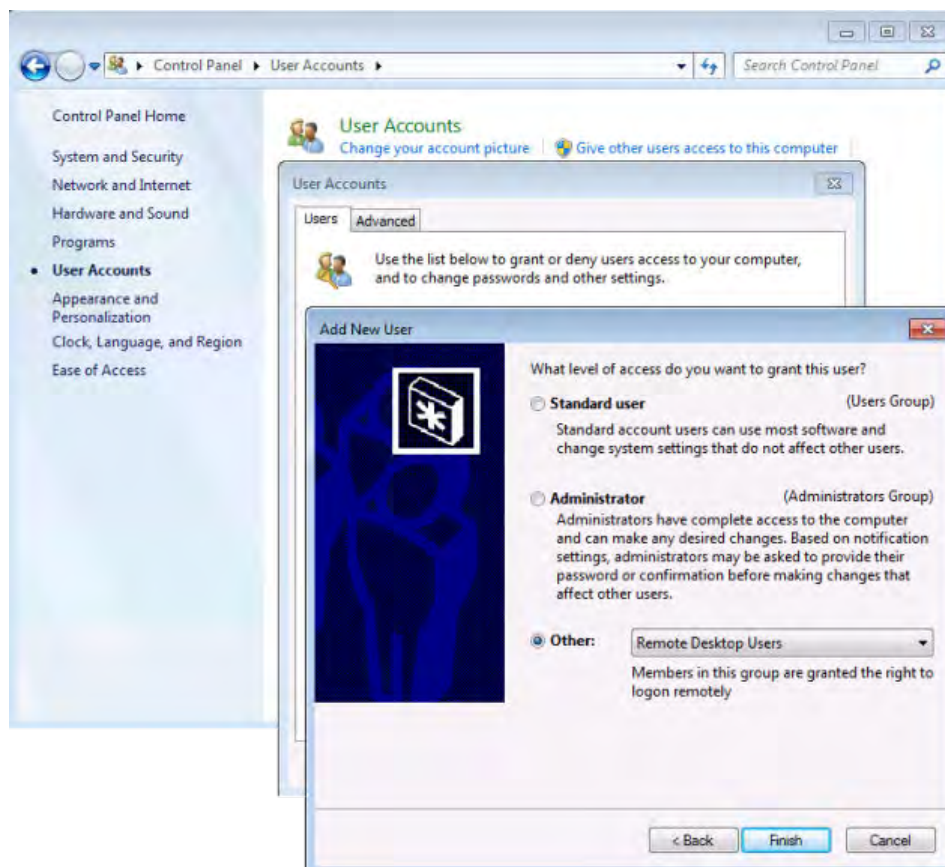 Control Panel ▸ User Accounts ▸
Search Control Panel
Control Panel Home
System and Security
Network and Internet
Hardware and Sound
Programs
User Accounts
Appearance and
Personalization
Clock, Language, and Region
Ease of Access
User Accounts
Change your account picture
Give other users access to this computer
User Accounts
Users
Advanced
Use the list below to grant or deny users access to your computer,
and to change passwords and other settings.
Add New User
What level of access do you want to grant this user?
Standard user (Users Group)
Standard account users can use most software and
change system settings that do not affect other users.
Administrator (Administrators Group)
Administrators have complete access to the computer
and can make any desired changes. Based on notification
settings, administrators may be asked to provide their
password or confirmation before making changes that
affect other users.
Other: Remote Desktop Users
Members in this group are granted the right to
logon remotely
< Back
Finish
Cancel